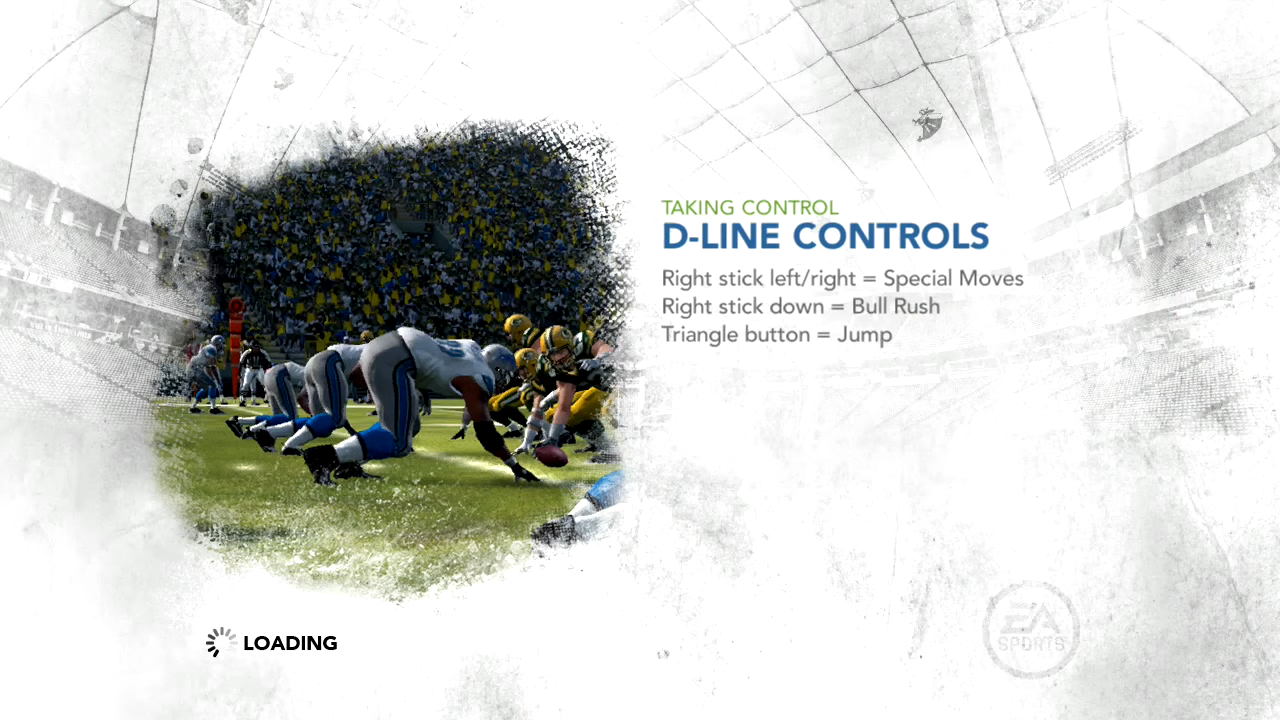 TAKING CONTROL
D-LINE CONTROLS
Right stick left/right = Special Moves
Right stick down = Bull Rush
Triangle button = Jump
LOADING
EA
SPORTS